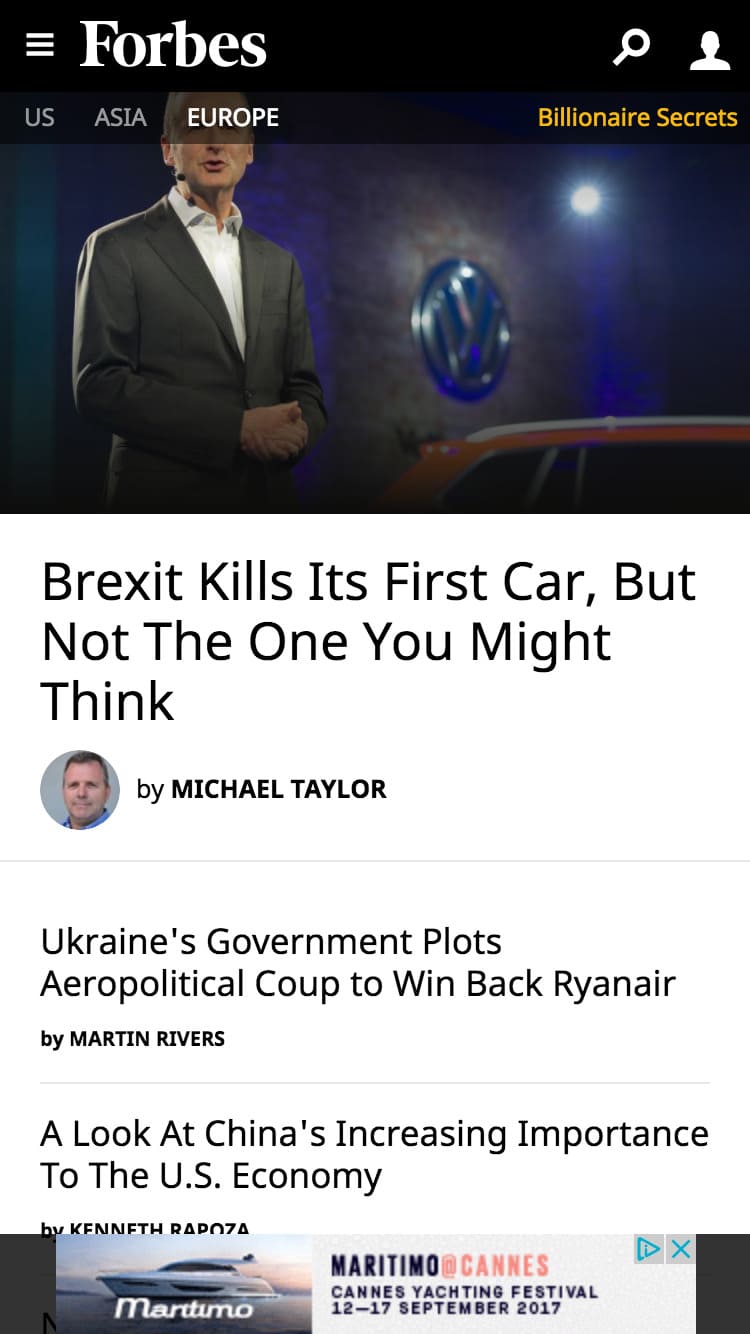 Forbes
US ASIA EUROPE Billionaire Secrets
Brexit Kills Its First Car, But
Not The One You Might
Think
by MICHAEL TAYLOR
Ukraine's Government Plots
Aeropolitical Coup to Win Back Ryanair
by MARTIN RIVERS
A Look At China's Increasing Importance
To The U.S. Economy
by KENNETH RAPOZA
Maritimo
MARITIMO@CANNES
CANNES YACHTING FESTIVAL
12–17 SEPTEMBER 2017